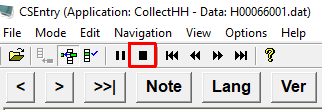 CSEntry (Application: CollectHH - Data: H00066001.dat)
File Mode Edit Navigation View Options Help
< > >>| Note Lang Ver